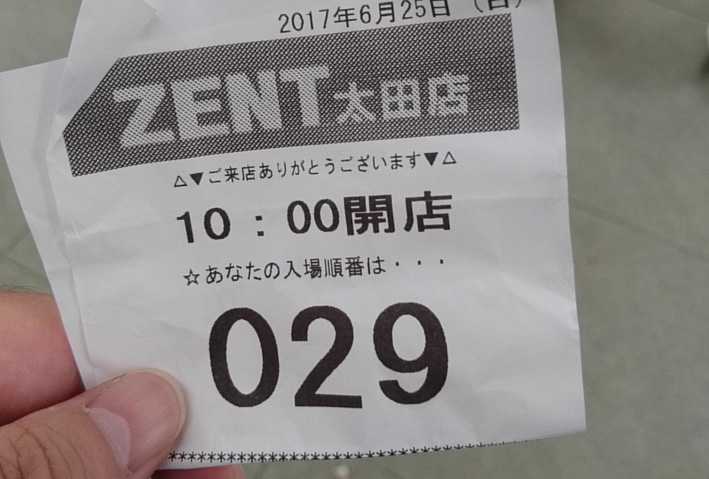 2017年6月25日（日）
ZENT太田店
△▼ご来店ありがとうございます▼△
10：00開店
☆あなたの入場順番は・・・
029